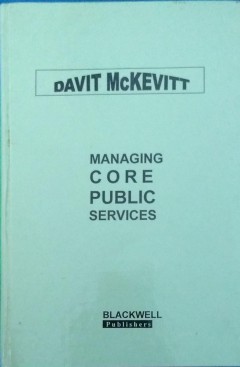 DAVIT McKEVITT
MANAGING
CORE
PUBLIC
SERVICES
BLACKWELL
Publishers